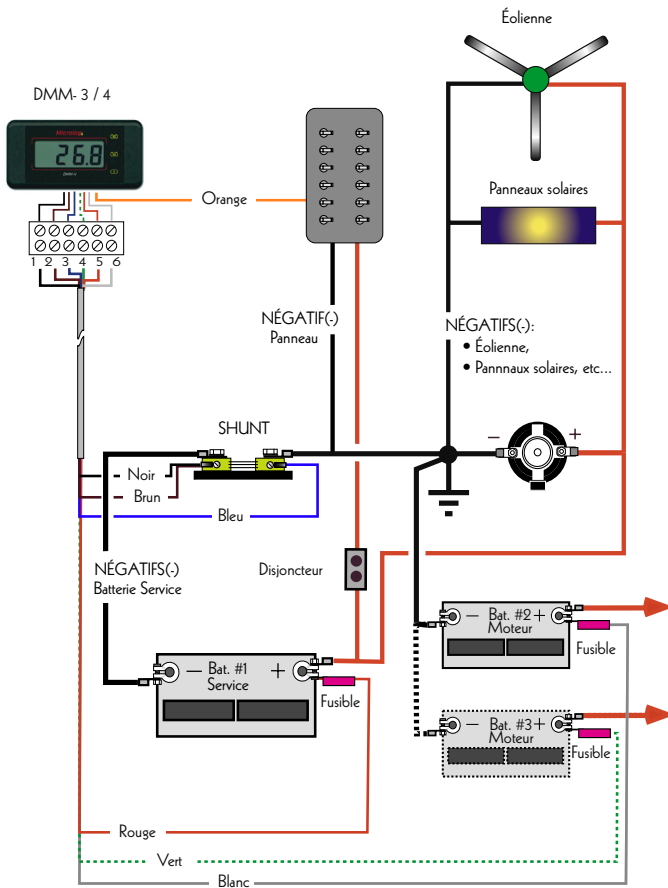 Éolienne
DMM- 3 / 4
Microlog
26.8
DMM-V
Panneaux solaires
Orange
1 2 3 4 5 6
NÉGATIF(-)
Panneau
NÉGATIFS(-):
• Éolienne,
• Pannnaux solaires, etc...
SHUNT
− +
Noir
Brun
Bleu
NÉGATIFS(-)
Batterie Service
Disjoncteur
− Bat. #2 +
Moteur
Fusible
− Bat. #1 +
Service
Fusible
− Bat. #3 +
Moteur
Fusible
Rouge
Vert
Blanc